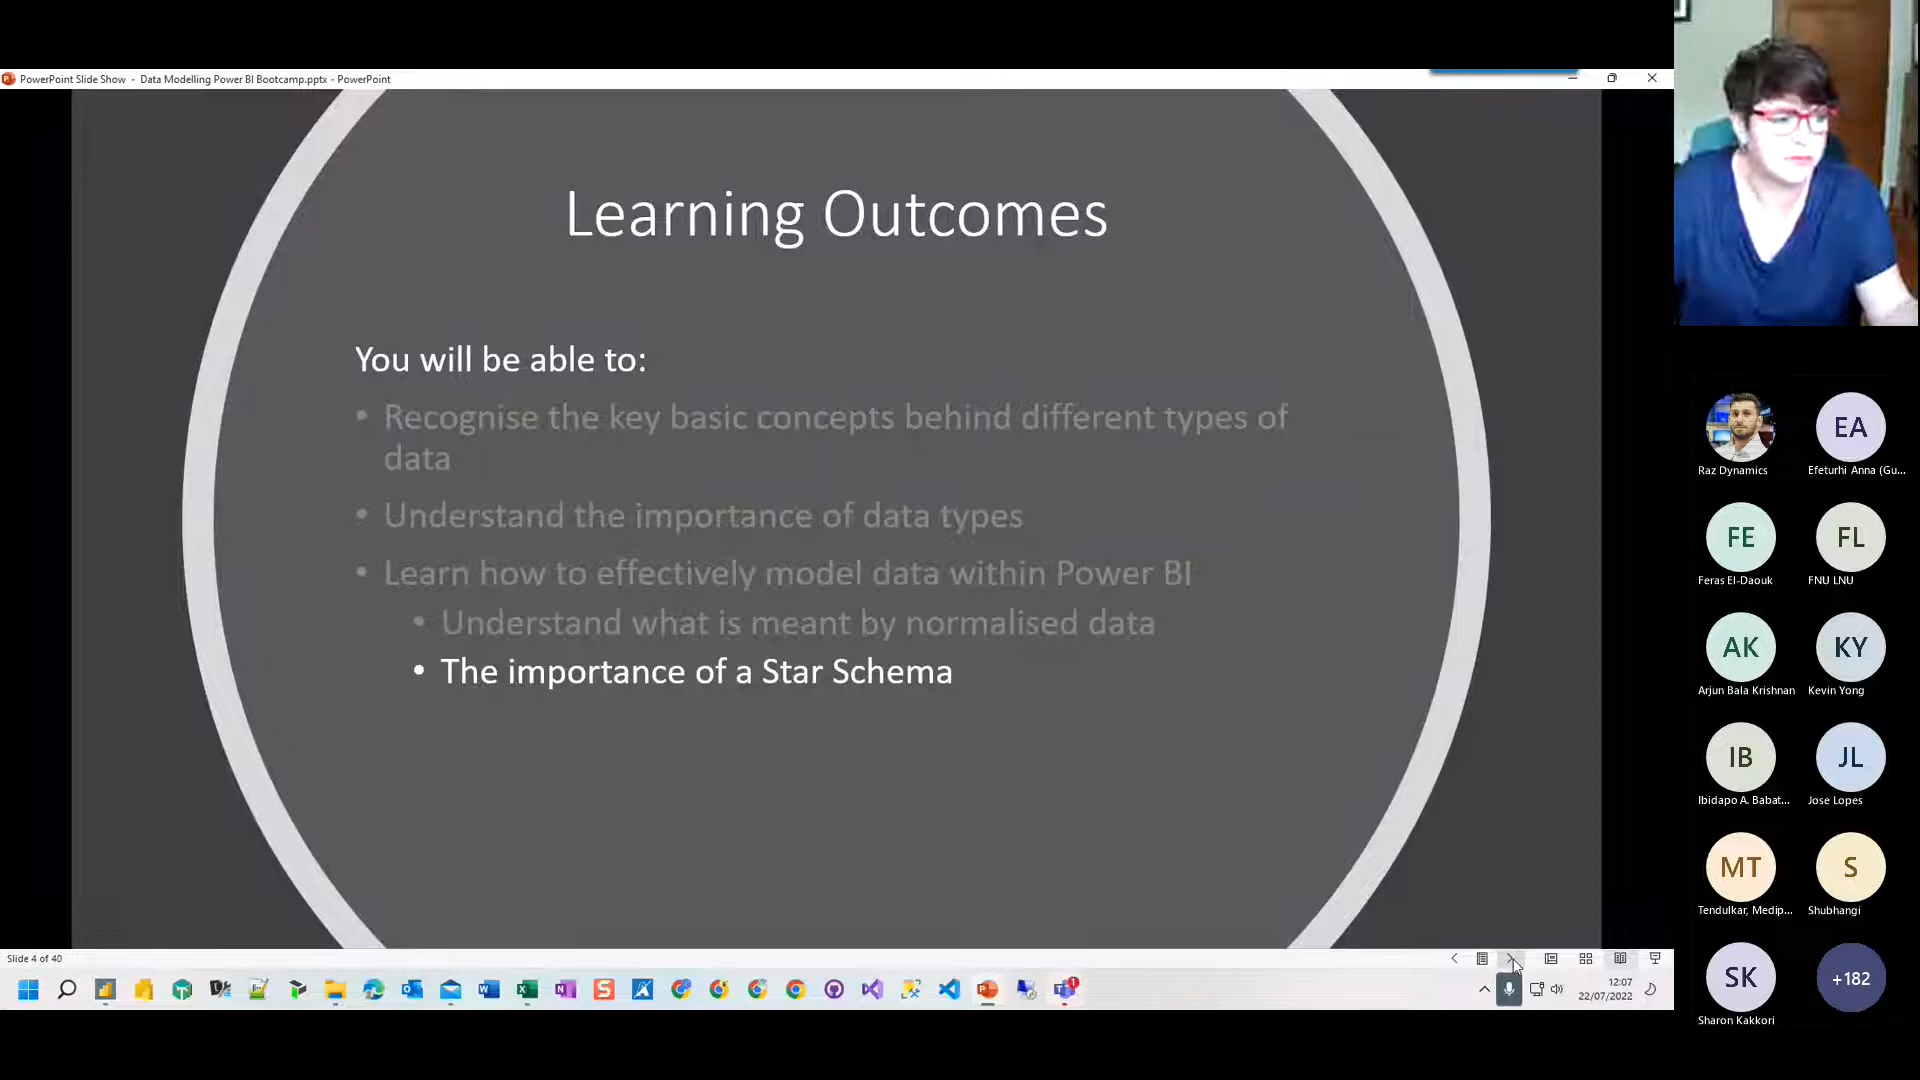 PowerPoint Slide Show - Data Modelling Power BI Bootcamp.pptx - PowerPoint
Learning Outcomes
You will be able to:
• Recognise the key basic concepts behind different types of
data
• Understand the importance of data types
• Learn how to effectively model data within Power BI
• Understand what is meant by normalised data
• The importance of a Star Schema
Slide 4 of 40
12:07
22/07/2022
1
Raz Dynamics
EA
Efeturhi Anna (Gu...
FE
Feras El-Daouk
FL
FNU LNU
AK
Arjun Bala Krishnan
KY
Kevin Yong
IB
Ibidapo A. Babat...
JL
Jose Lopes
MT
Tendulkar, Medip...
S
Shubhangi
SK
Sharon Kakkori
+182